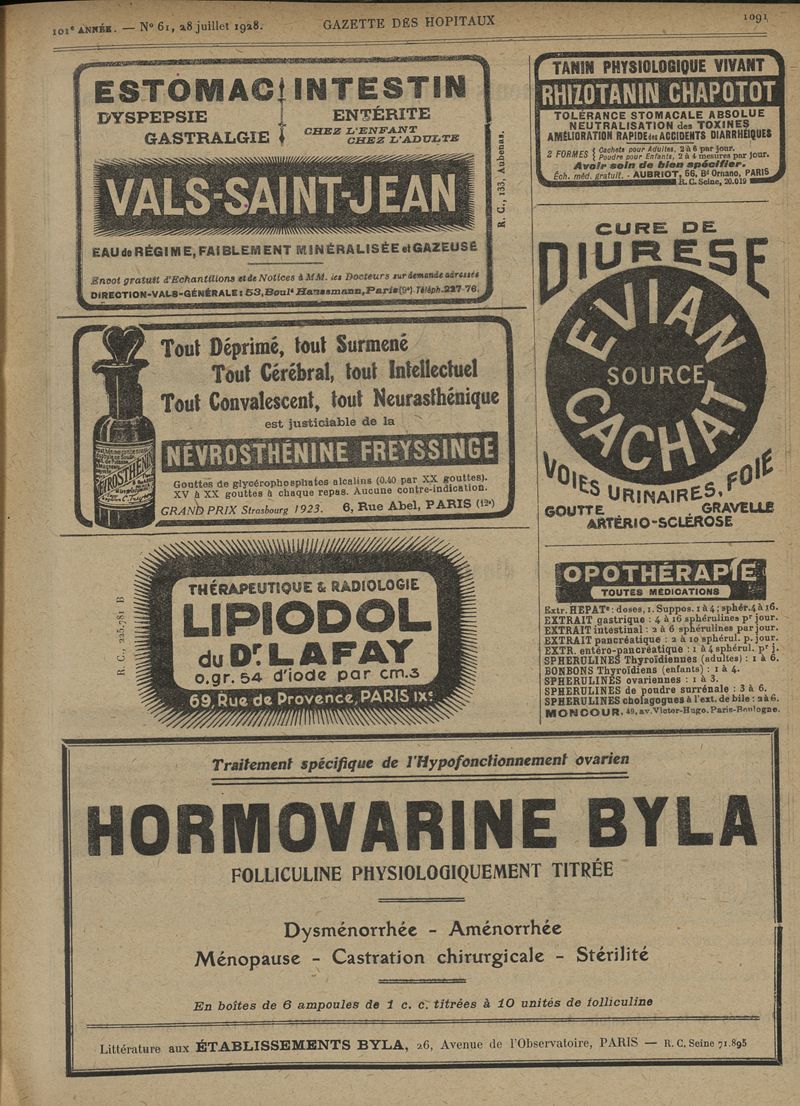 101e ANNÉE. — No 61, 28 juillet 1928.
GAZETTE DES HOPITAUX
1091
ESTOMAC INTESTIN
DYSPEPSIE ENTÉRITE
GASTRALGIE CHEZ L'ENFANT
CHEZ L'ADULTE
VALS-SAINT-JEAN
EAU de RÉGIME, FAIBLEMENT MINÉRALISÉE et GAZEUSE
Envoi gratuit d'Echantillons et de Notices à MM. les Docteurs sur demande adressée
DIRECTION-VALS-GÉNÉRALE: 53, Boul d Haussmann, Paris (9e). Téléph. 227-76.
R. C., 133, Aubenas.
Tout Déprimé, tout Surmené
Tout Cérébral, tout Intellectuel
Tout Convalescent, tout Neurasthénique
est justiciable de la
NÉVROSTHÉNINE FREYSSINGE
Gouttes de glycérophosphates alcalins (0.40 par XX gouttes).
XV à XX gouttes à chaque repas. Aucune contre-indication.
GRAND PRIX Strasbourg 1923. 6, Rue Abel, PARIS (12e)
NÉVROSTHÉNINE
R. C., 225.781 B
THÉRAPEUTIQUE & RADIOLOGIE
LIPIODOL
du Dr. LAFAY
0.gr. 54 d'iode par cm.3
69, Rue de Provence, PARIS IXe
TANIN PHYSIOLOGIQUE VIVANT
RHIZOTANIN CHAPOTOT
TOLÉRANCE STOMACALE ABSOLUE
NEUTRALISATION des TOXINES
AMÉLIORATION RAPIDE des ACCIDENTS DIARRHÉIQUES
2 FORMES { Cachets pour Adultes, 2 à 6 par jour.
{ Poudre pour Enfants, 2 à 4 mesures par jour.
Avoir soin de bien spécifier.
Éch. méd. gratuit. - AUBRIOT, 56, Bd Ornano, PARIS
R. C. Seine, 20.019
CURE DE
DIURESE
EVIAN
SOURCE
CACHAT
VOIES URINAIRES, FOIE
GOUTTE GRAVELLE
ARTÉRIO-SCLÉROSE
OPOTHÉRAPIE
TOUTES MÉDICATIONS
Extr. HEPATe: doses, 1. Suppos. 1 à 4; sphér. 4 à 16.
EXTRAIT gastrique : 4 à 16 sphérulines pr jour.
EXTRAIT intestinal : 2 à 6 sphérulines par jour.
EXTRAIT pancréatique : 2 à 10 sphérul. p. jour.
EXTR. entéro-pancréatique : 1 à 4 sphérul. pr j.
SPHERULINES Thyroïdiennes (adultes) : 1 à 6.
BONBONS Thyroïdiens (enfants) : 1 à 4.
SPHERULINES ovariennes : 1 à 3.
SPHERULINES de poudre surrénale : 3 à 6.
SPHERULINES cholagogues à l'ext. de bile : 2 à 6.
MONCOUR, 49, av. Victor-Hugo. Paris-Boulogne.
Traitement spécifique de l'Hypofonctionnement ovarien
HORMOVARINE BYLA
FOLLICULINE PHYSIOLOGIQUEMENT TITRÉE
Dysménorrhée - Aménorrhée
Ménopause - Castration chirurgicale - Stérilité
En boîtes de 6 ampoules de 1 c. c. titrées à 10 unités de folliculine
Littérature aux ÉTABLISSEMENTS BYLA, 26, Avenue de l'Observatoire, PARIS — R. C. Seine 71.895